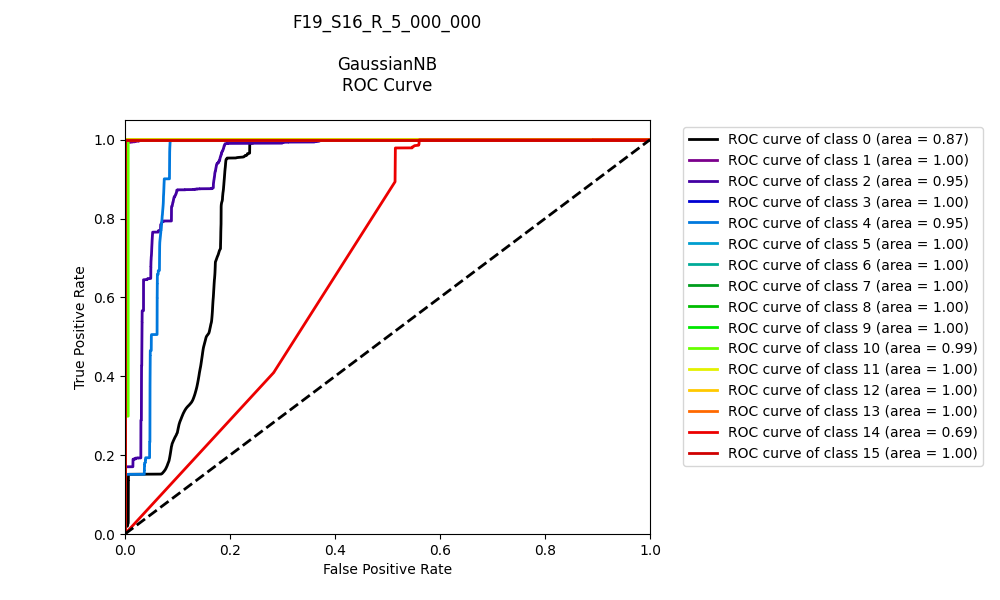 F19_S16_R_5_000_000
GaussianNB
ROC Curve
True Positive Rate
1.0
0.8
0.6
0.4
0.2
0.0
0.0 0.2 0.4 0.6 0.8 1.0
False Positive Rate
ROC curve of class 0 (area = 0.87)
ROC curve of class 1 (area = 1.00)
ROC curve of class 2 (area = 0.95)
ROC curve of class 3 (area = 1.00)
ROC curve of class 4 (area = 0.95)
ROC curve of class 5 (area = 1.00)
ROC curve of class 6 (area = 1.00)
ROC curve of class 7 (area = 1.00)
ROC curve of class 8 (area = 1.00)
ROC curve of class 9 (area = 1.00)
ROC curve of class 10 (area = 0.99)
ROC curve of class 11 (area = 1.00)
ROC curve of class 12 (area = 1.00)
ROC curve of class 13 (area = 1.00)
ROC curve of class 14 (area = 0.69)
ROC curve of class 15 (area = 1.00)